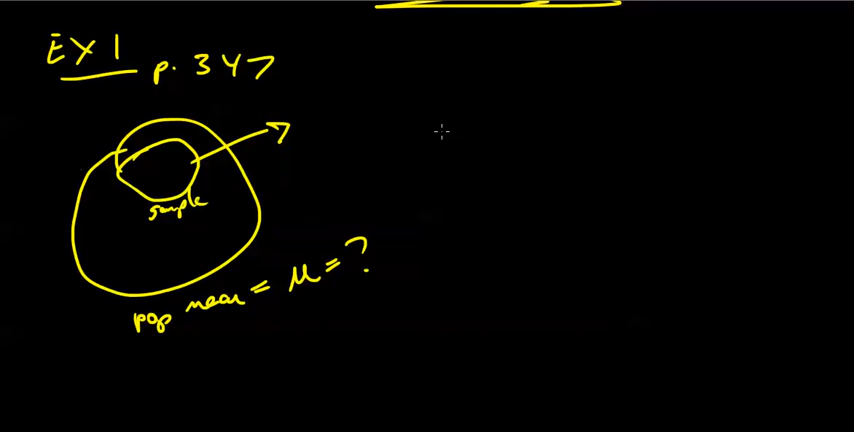 EX 1
p. 347
sample
pop mean = μ = ?